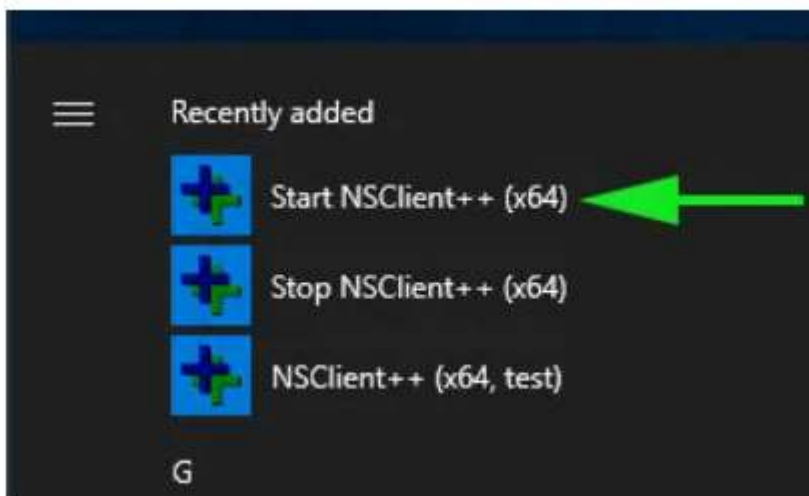 Recently added
Start NSClient++ (x64)
Stop NSClient++ (x64)
NSClient++ (x64, test)
G